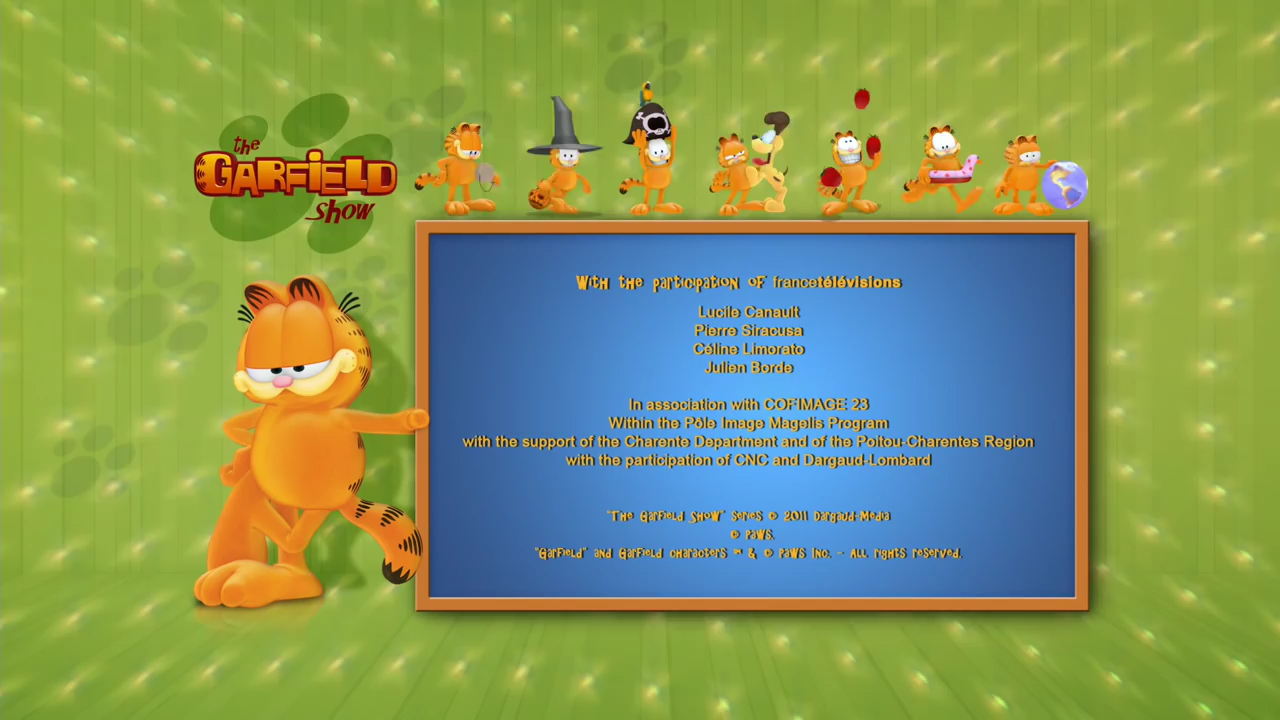 the
GARFIELD
show
With the participation of francetélévisions
Lucile Canault
Pierre Siracusa
Céline Limorato
Julien Borde
In association with COFIMAGE 23
Within the Pôle Image Magelis Program
with the support of the Charente Department and of the Poitou-Charentes Region
with the participation of CNC and Dargaud-Lombard
"The Garfield Show" Series © 2011 Dargaud-Media
© PAWS.
"Garfield" and Garfield characters ™ & © PAWS Inc. - All rights reserved.